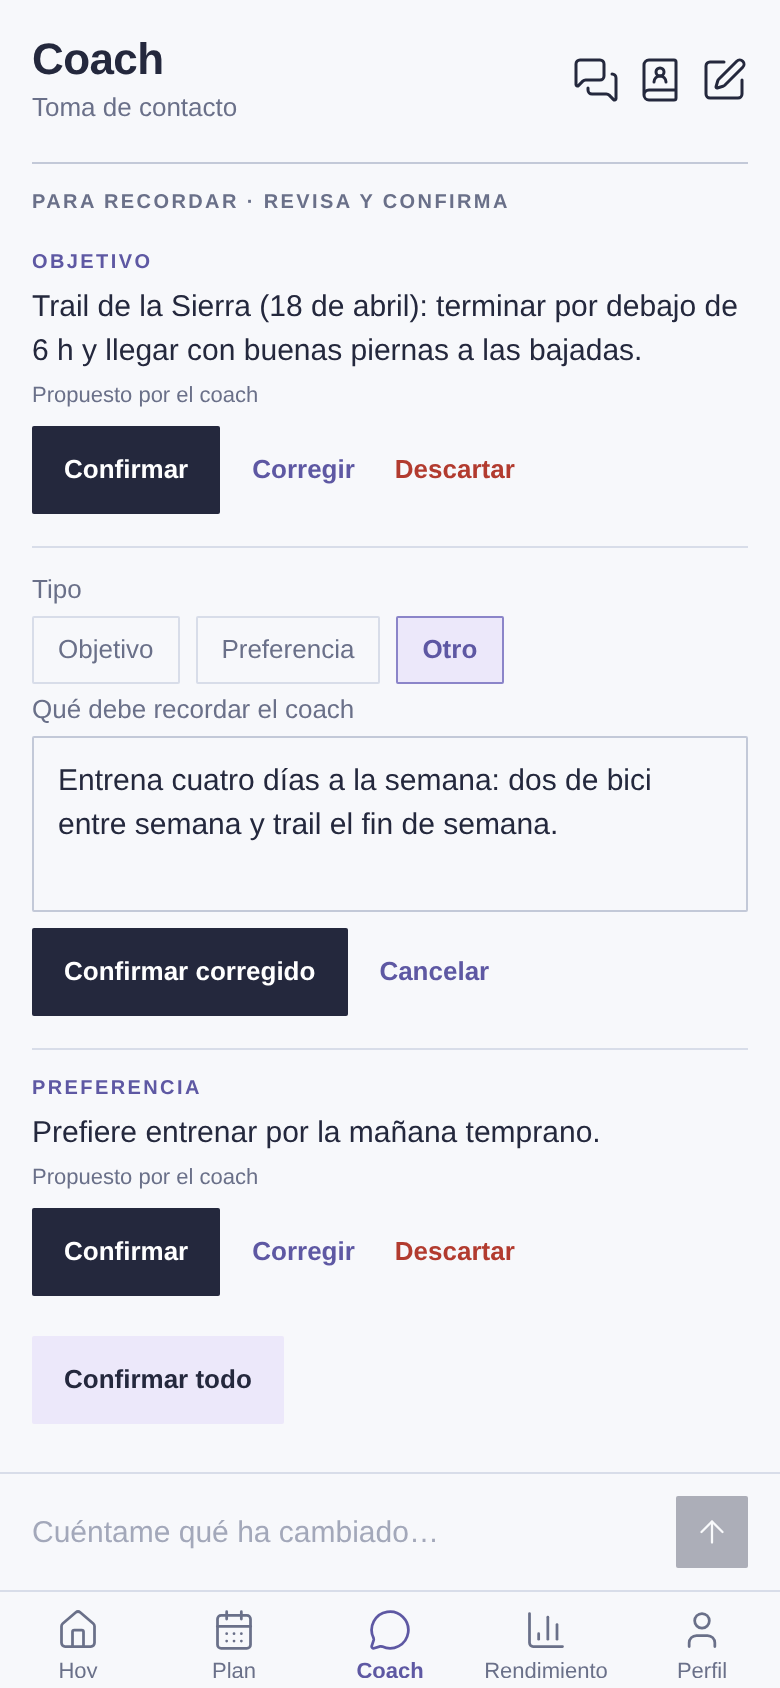 Coach
Toma de contacto
PARA RECORDAR · REVISA Y CONFIRMA
OBJETIVO
Trail de la Sierra (18 de abril): terminar por debajo de
6 h y llegar con buenas piernas a las bajadas.
Propuesto por el coach
Confirmar Corregir Descartar
Tipo
Objetivo Preferencia Otro
Qué debe recordar el coach
Entrena cuatro días a la semana: dos de bici
entre semana y trail el fin de semana.
Confirmar corregido Cancelar
PREFERENCIA
Prefiere entrenar por la mañana temprano.
Propuesto por el coach
Confirmar Corregir Descartar
Confirmar todo
Cuéntame qué ha cambiado…
Hov Plan Coach Rendimiento Perfil